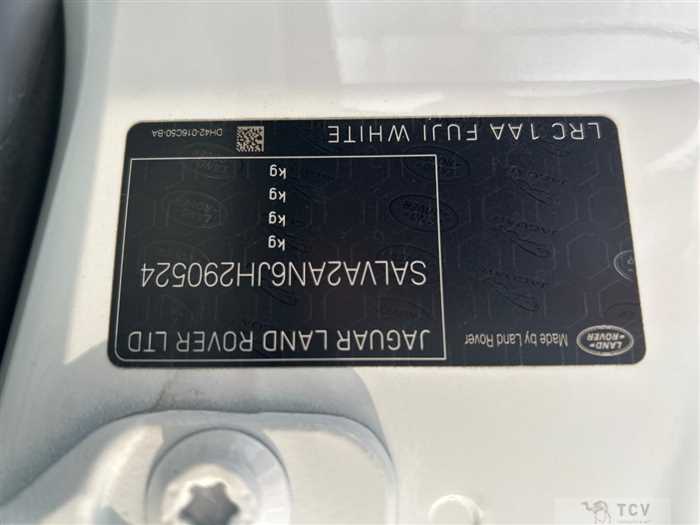 LAND ROVER
Made by Land Rover
JAGUAR LAND ROVER LTD
SALVA2AN6JH290524
kg
kg
kg
kg
LRC 1AA FUJI WHITE
DH42-016C50-BA
TCV